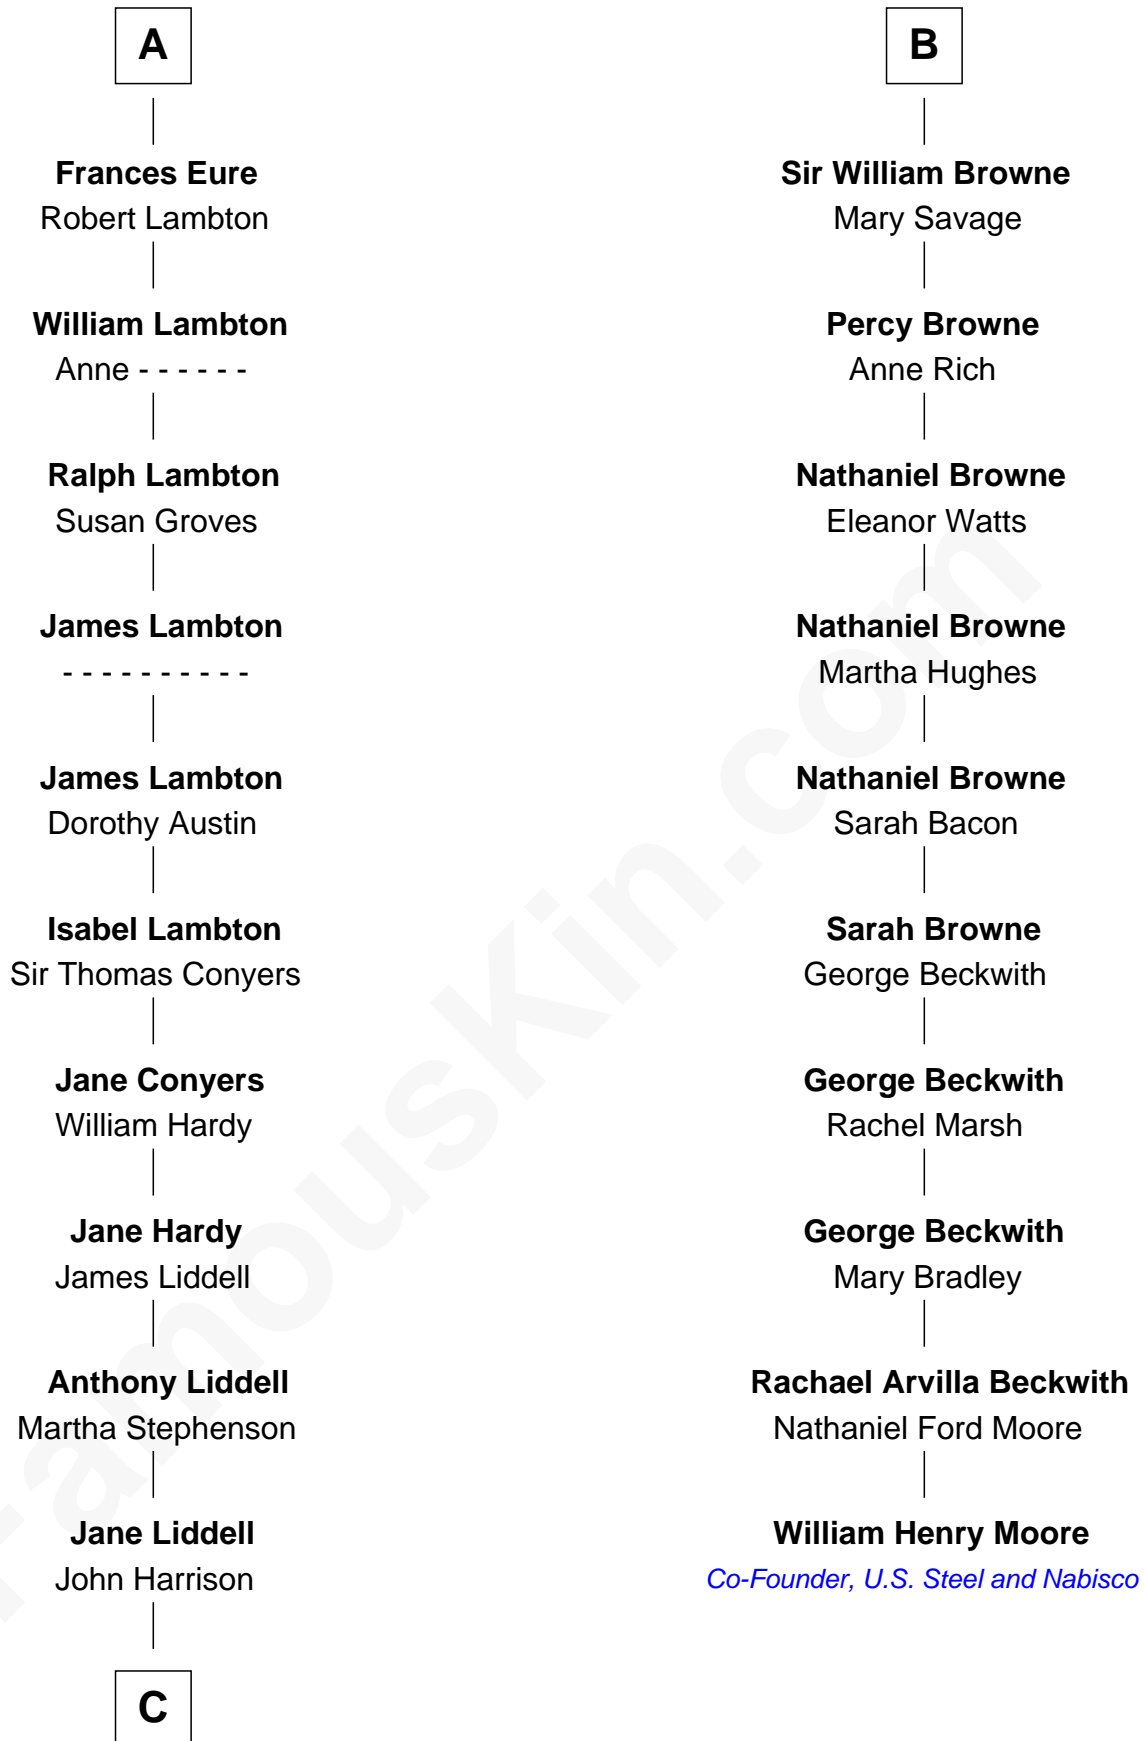 A
Frances Eure
Robert Lambton
William Lambton
Anne - - - - - -
Ralph Lambton
Susan Groves
James Lambton
- - - - - - - - - -
James Lambton
Dorothy Austin
Isabel Lambton
Sir Thomas Conyers
Jane Conyers
William Hardy
Jane Hardy
James Liddell
Anthony Liddell
Martha Stephenson
Jane Liddell
John Harrison
C
B
Sir William Browne
Mary Savage
Percy Browne
Anne Rich
Nathaniel Browne
Eleanor Watts
Nathaniel Browne
Martha Hughes
Nathaniel Browne
Sarah Bacon
Sarah Browne
George Beckwith
George Beckwith
Rachel Marsh
George Beckwith
Mary Bradley
Rachael Arvilla Beckwith
Nathaniel Ford Moore
William Henry Moore
Co-Founder, U.S. Steel and Nabisco
FamousKin.com